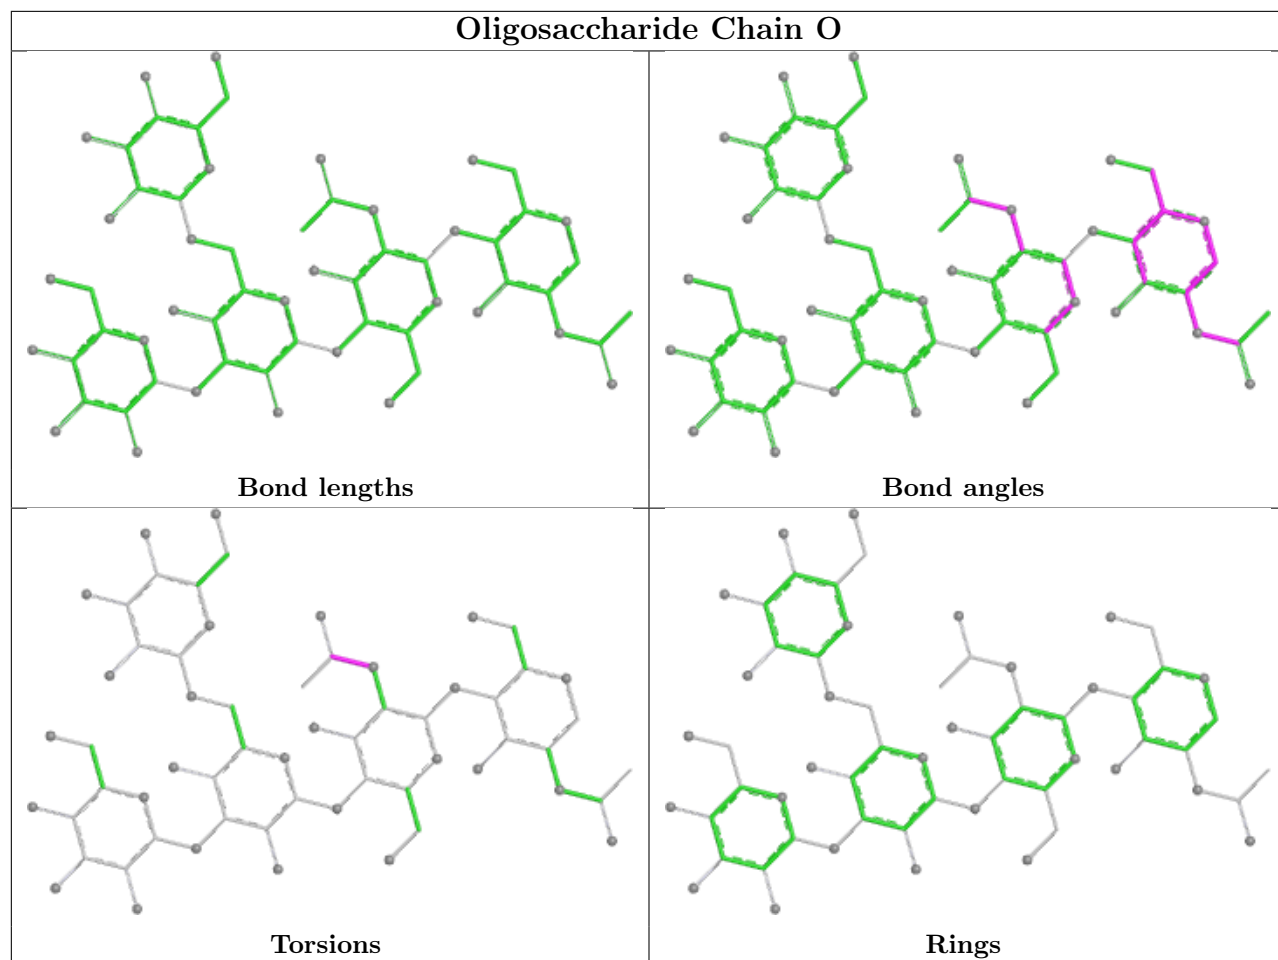 Oligosaccharide Chain O
Bond lengths
Bond angles
Torsions
Rings